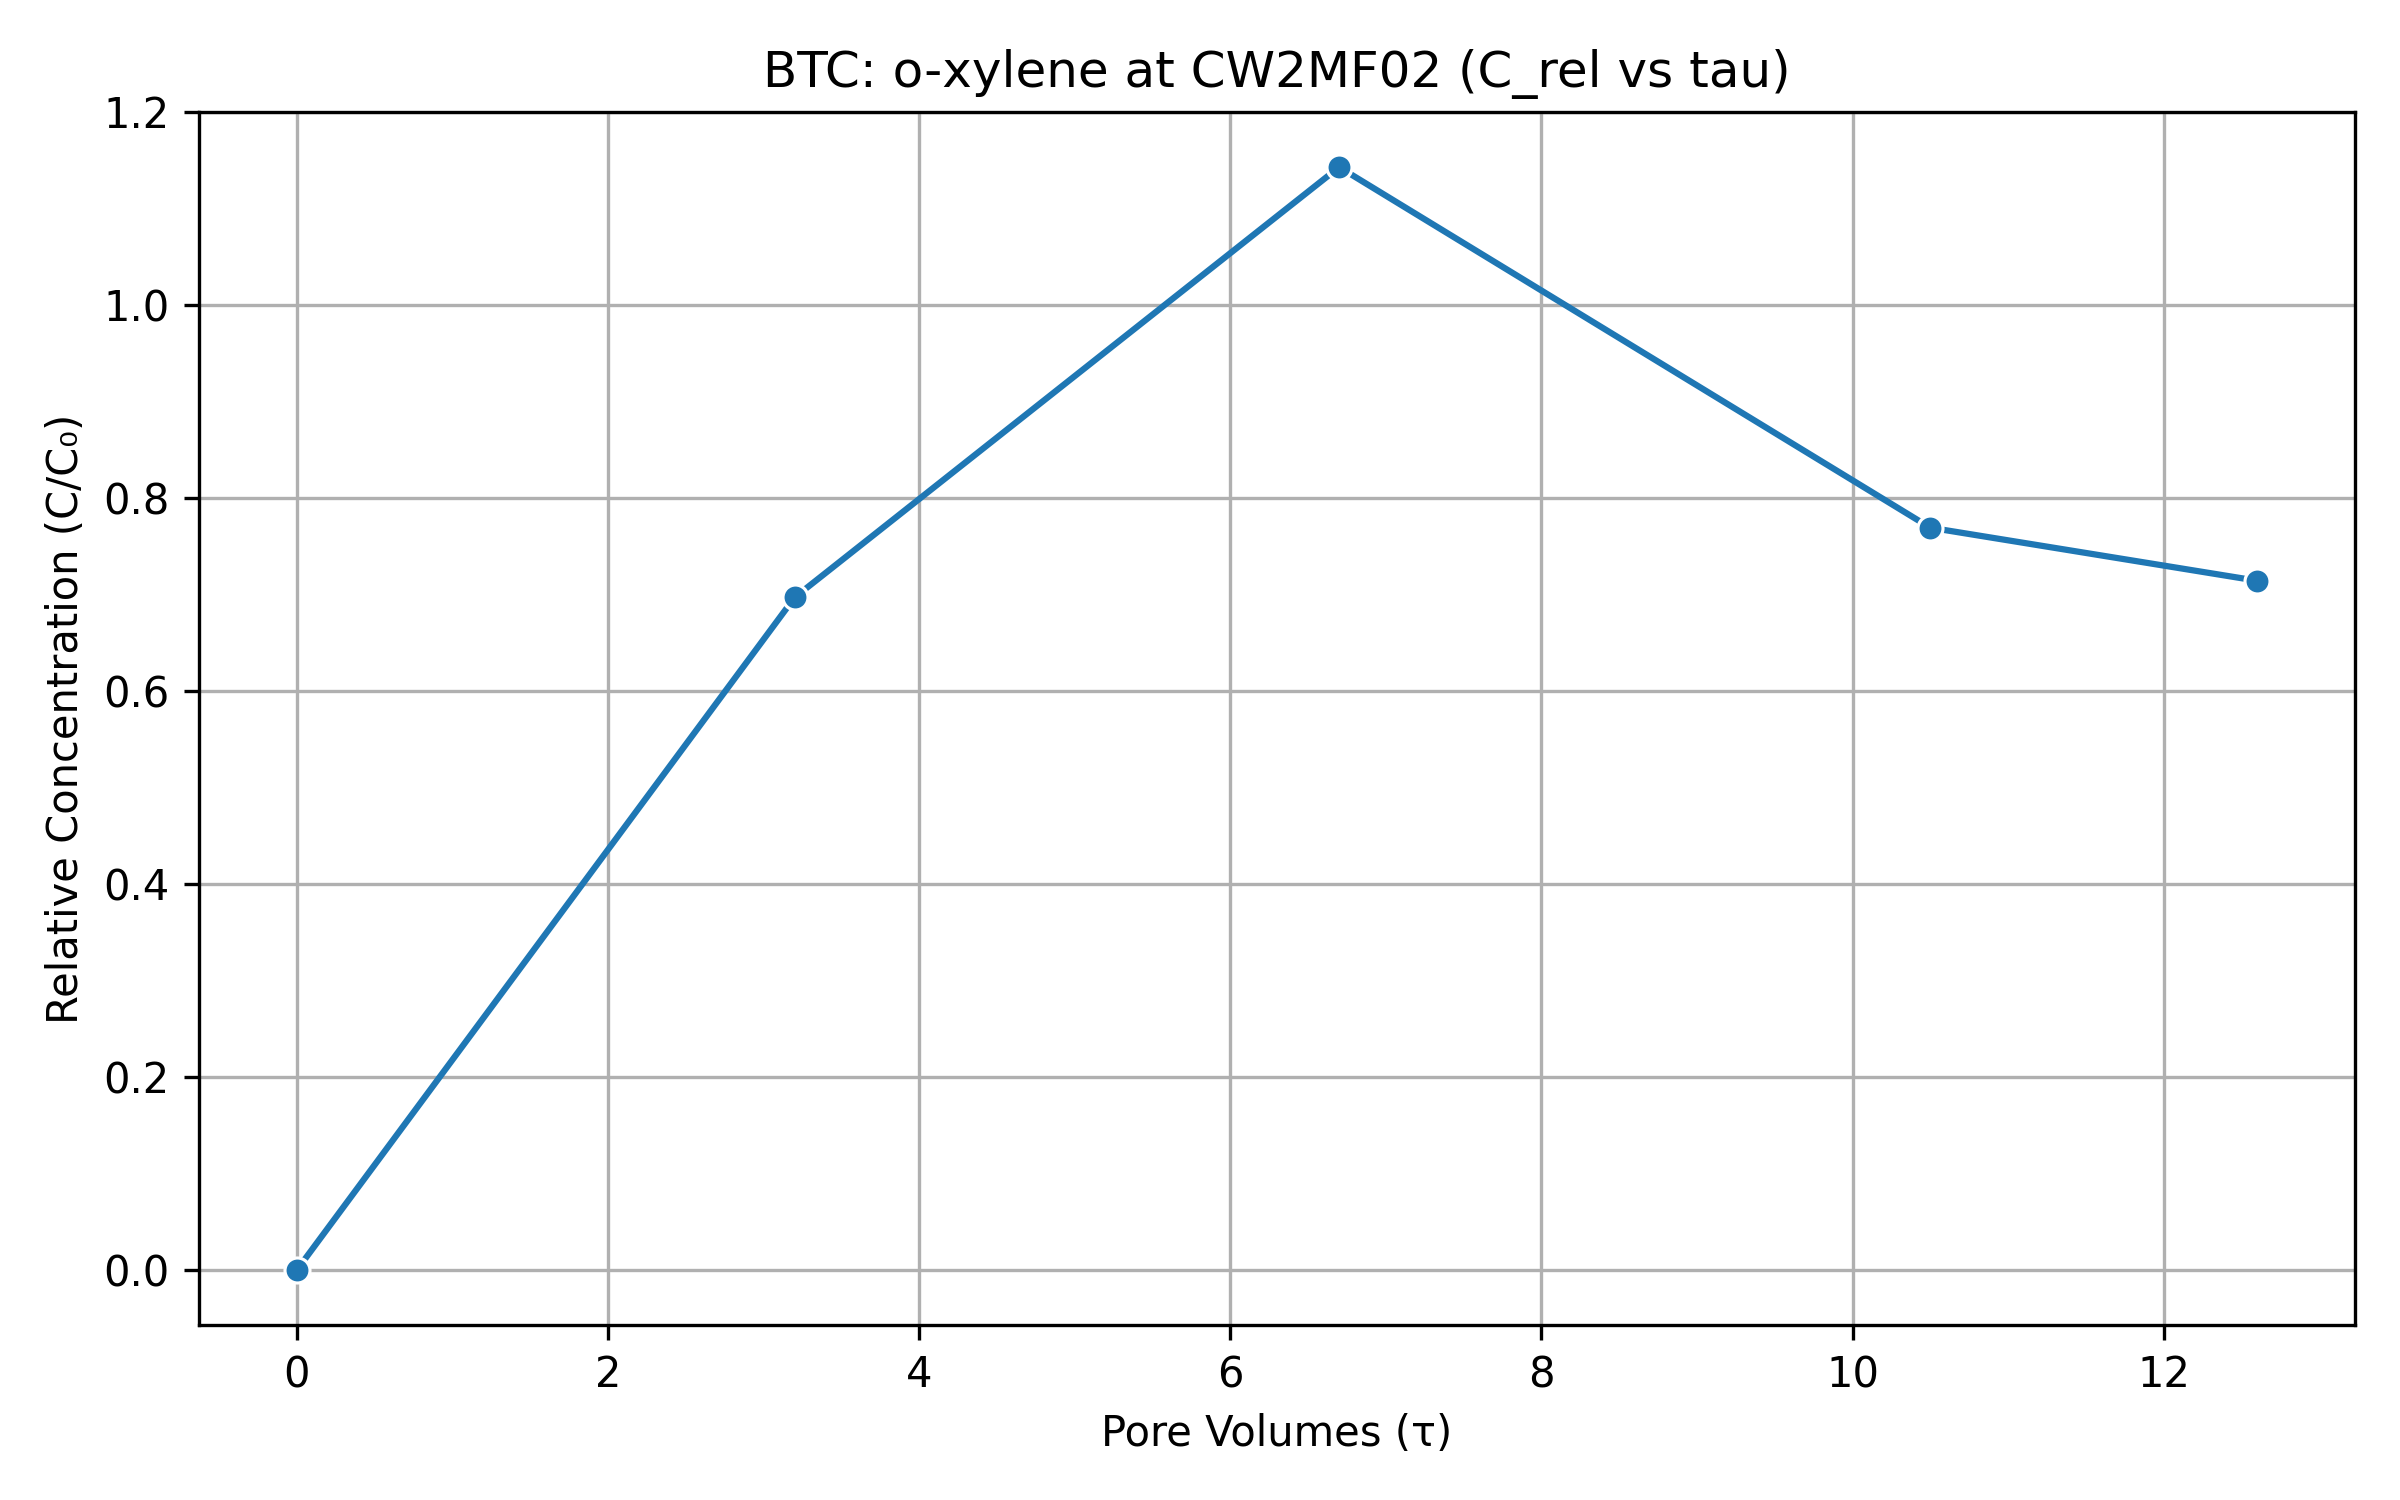 BTC: o-xylene at CW2MF02 (C_rel vs tau)
Relative Concentration (C/C₀)
1.2
1.0
0.8
0.6
0.4
0.2
0.0
0 2 4 6 8 10 12
Pore Volumes (τ)